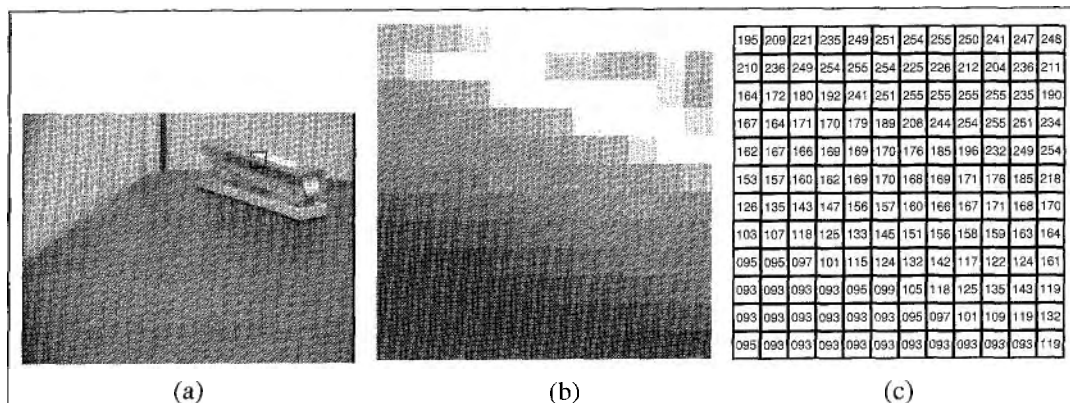 195 209 221 235 249 251 254 255 250 241 247 248
210 236 249 254 255 254 225 226 212 204 236 211
164 172 180 192 241 251 255 255 255 255 235 190
167 164 171 170 179 189 208 244 254 255 251 234
162 167 166 169 169 170 176 185 196 232 249 254
153 157 160 162 169 170 168 169 171 176 185 218
126 135 143 147 156 157 160 166 167 171 168 170
103 107 118 125 133 145 151 156 158 159 163 164
095 095 097 101 115 124 132 142 117 122 124 161
093 093 093 093 095 099 105 118 125 135 143 119
093 093 093 093 093 093 095 097 101 109 119 132
095 093 093 093 093 093 093 093 093 093 093 119
(a) (b) (c)